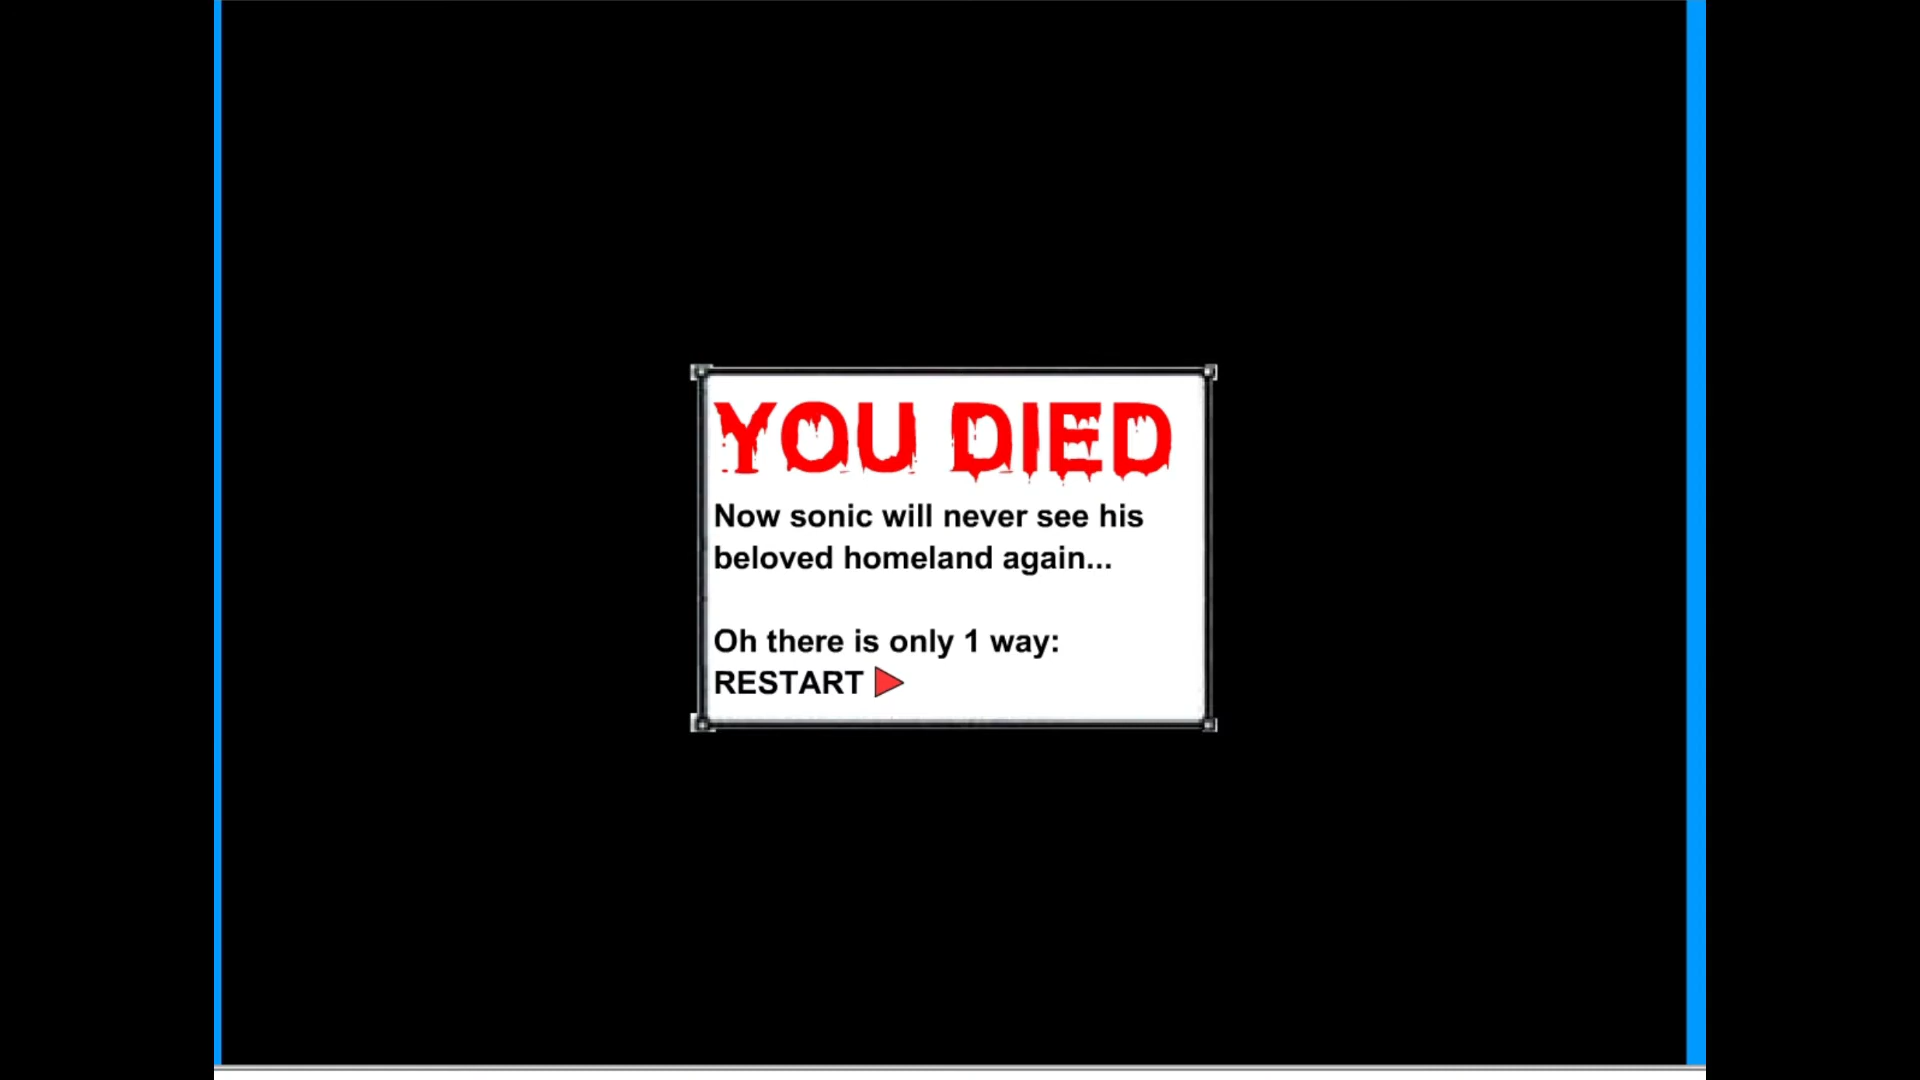 YOU DIED
Now sonic will never see his
beloved homeland again...
Oh there is only 1 way:
RESTART